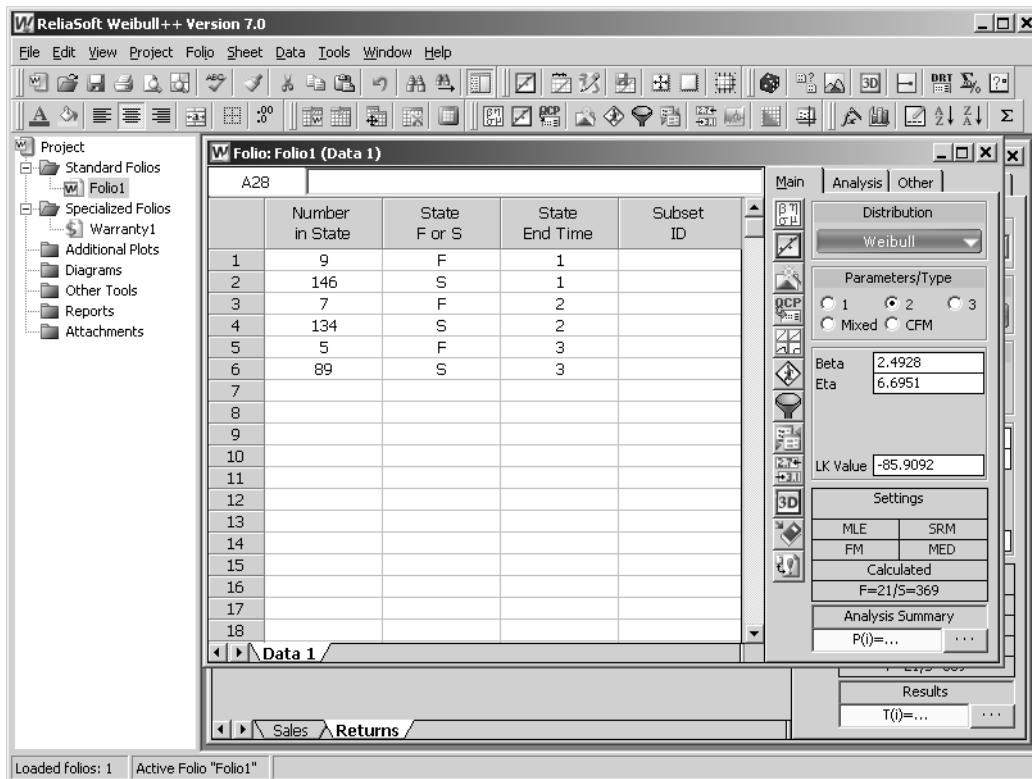 ReliaSoft Weibull++ Version 7.0
File Edit View Project Folio Sheet Data Tools Window Help
Project
Standard Folios
Folio1
Specialized Folios
Warranty1
Additional Plots
Diagrams
Other Tools
Reports
Attachments
Folio: Folio1 (Data 1)
A28
Number in State State F or S State End Time Subset ID
1 9 F 1
2 146 S 1
3 7 F 2
4 134 S 2
5 5 F 3
6 89 S 3
7
8
9
10
11
12
13
14
15
16
17
18
Data 1
Main Analysis Other
Distribution
Weibull
Parameters/Type
1 2 3
Mixed CFM
Beta 2.4928
Eta 6.6951
LK Value -85.9092
Settings
MLE SRM
FM MED
Calculated
F=21/S=369
Analysis Summary
P(i)=... ...
Results
T(i)=... ...
Sales Returns
Loaded folios: 1 Active Folio "Folio1"